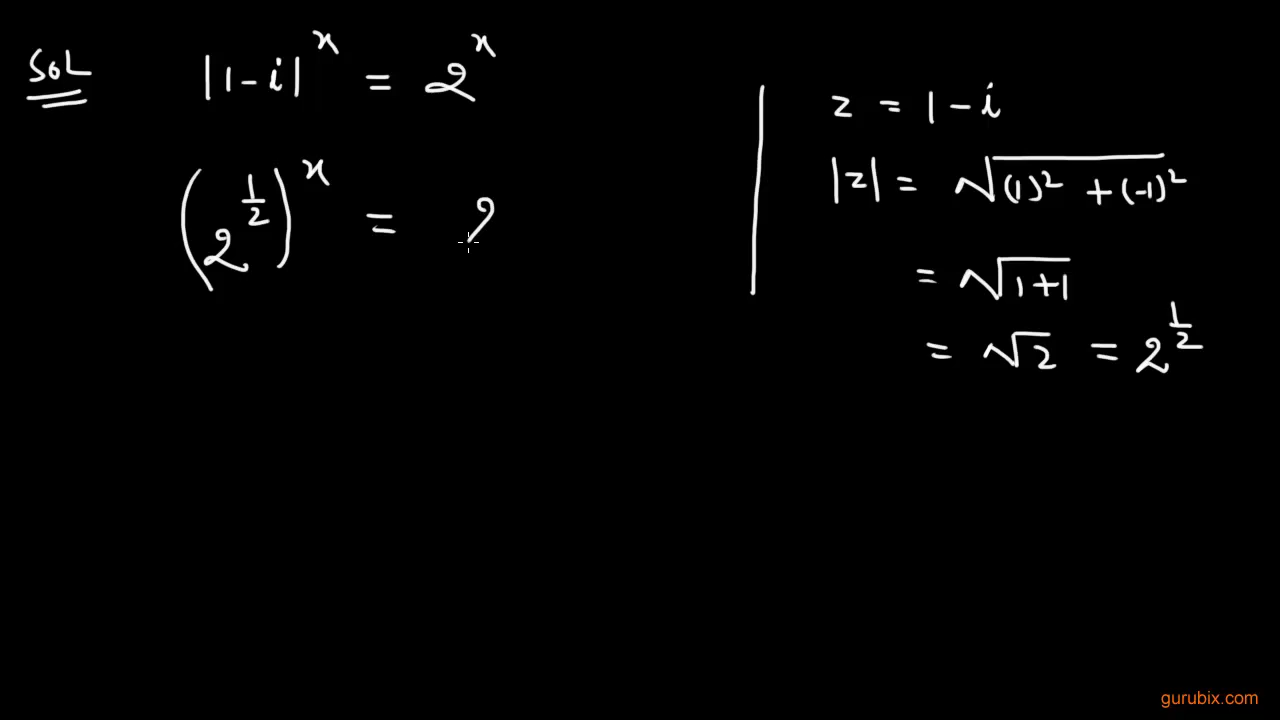 SOL |1-i|^x = 2^x
(2^{1/2})^x = 2
z = 1-i
|z| = √((1)² + (-1)²)
= √(1+1)
= √2 = 2^{1/2}
gurubix.com